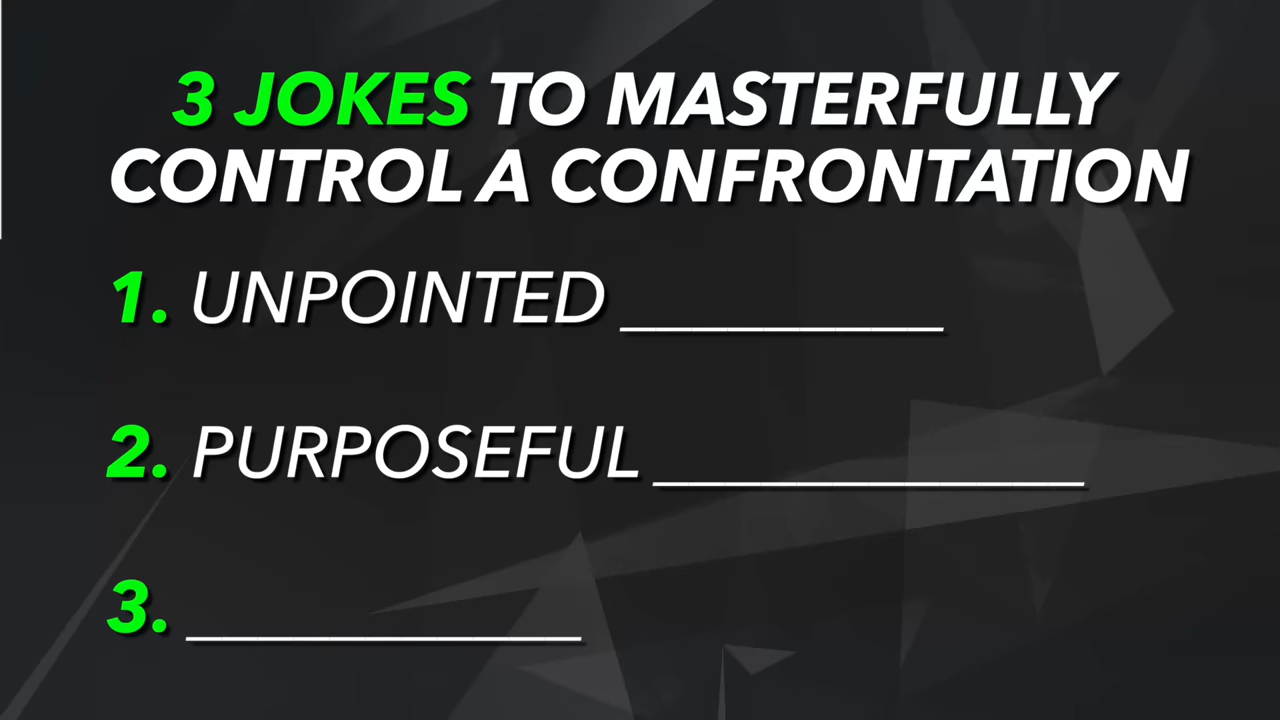 3 JOKES TO MASTERFULLY
CONTROL A CONFRONTATION
1. UNPOINTED __________
2. PURPOSEFUL _____________
3. ____________